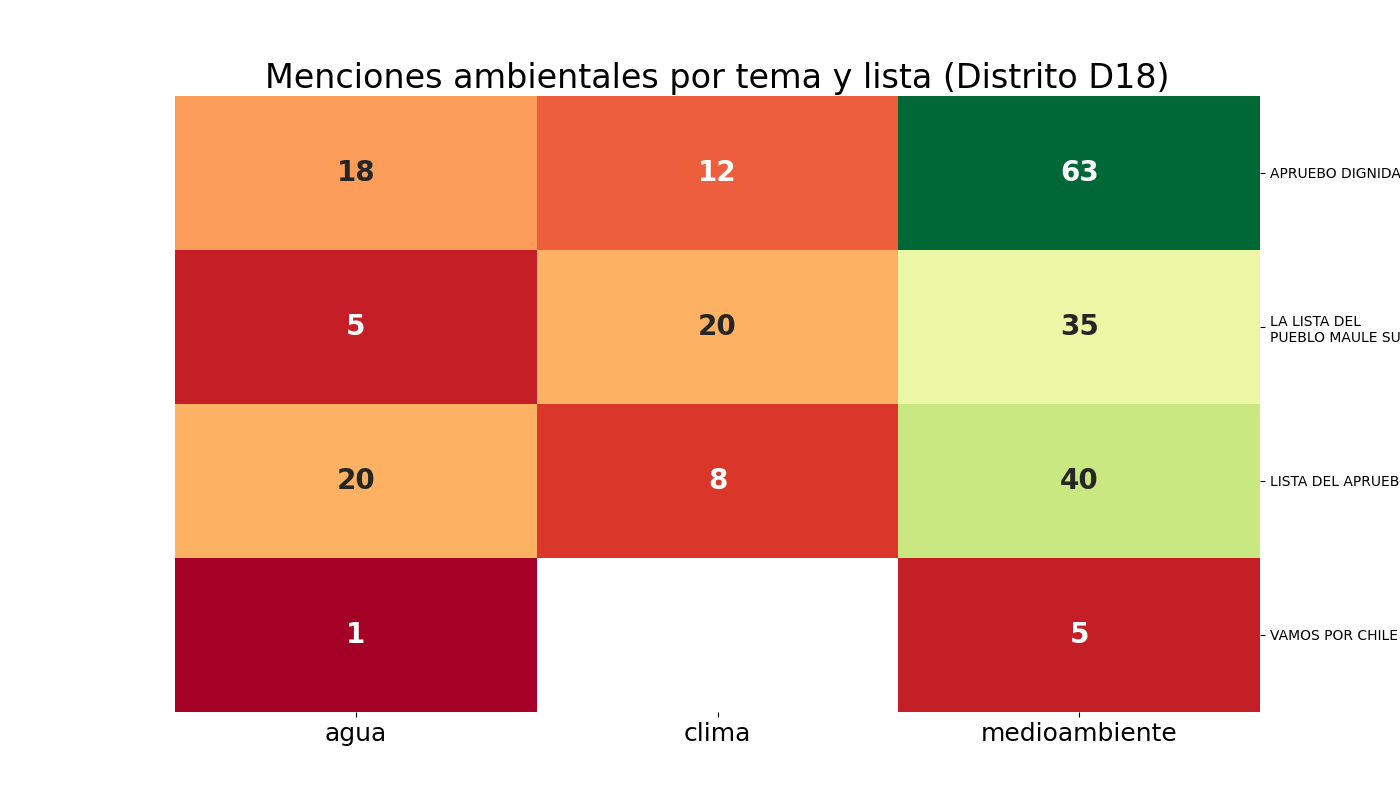 Menciones ambientales por tema y lista (Distrito D18)
18 12 63 APRUEBO DIGNIDA
5 20 35 LA LISTA DEL
PUEBLO MAULE SU
20 8 40 LISTA DEL APRUEB
1 5 VAMOS POR CHILE
agua clima medioambiente